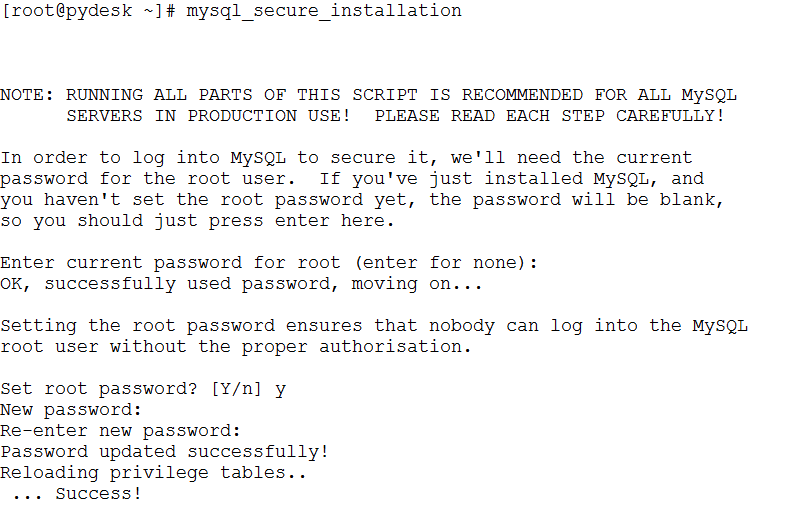 [root@pydesk ~]# mysql_secure_installation
NOTE: RUNNING ALL PARTS OF THIS SCRIPT IS RECOMMENDED FOR ALL MySQL
SERVERS IN PRODUCTION USE!  PLEASE READ EACH STEP CAREFULLY!
In order to log into MySQL to secure it, we'll need the current
password for the root user.  If you've just installed MySQL, and
you haven't set the root password yet, the password will be blank,
so you should just press enter here.
Enter current password for root (enter for none):
OK, successfully used password, moving on...
Setting the root password ensures that nobody can log into the MySQL
root user without the proper authorisation.
Set root password? [Y/n] y
New password:
Re-enter new password:
Password updated successfully!
Reloading privilege tables..
... Success!